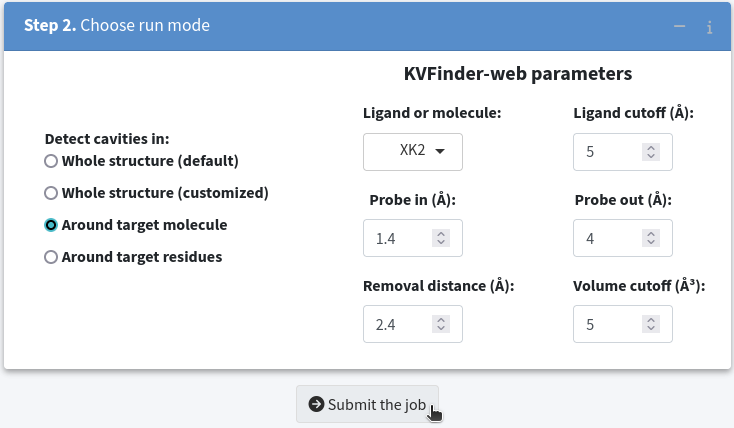 Step 2. Choose run mode
KVFinder-web parameters
Detect cavities in:
Whole structure (default)
Whole structure (customized)
Around target molecule
Around target residues
Ligand or molecule:
Ligand cutoff (Å):
XK2
5
Probe in (Å):
Probe out (Å):
1.4
4
Removal distance (Å):
Volume cutoff (Å³):
2.4
5
Submit the job